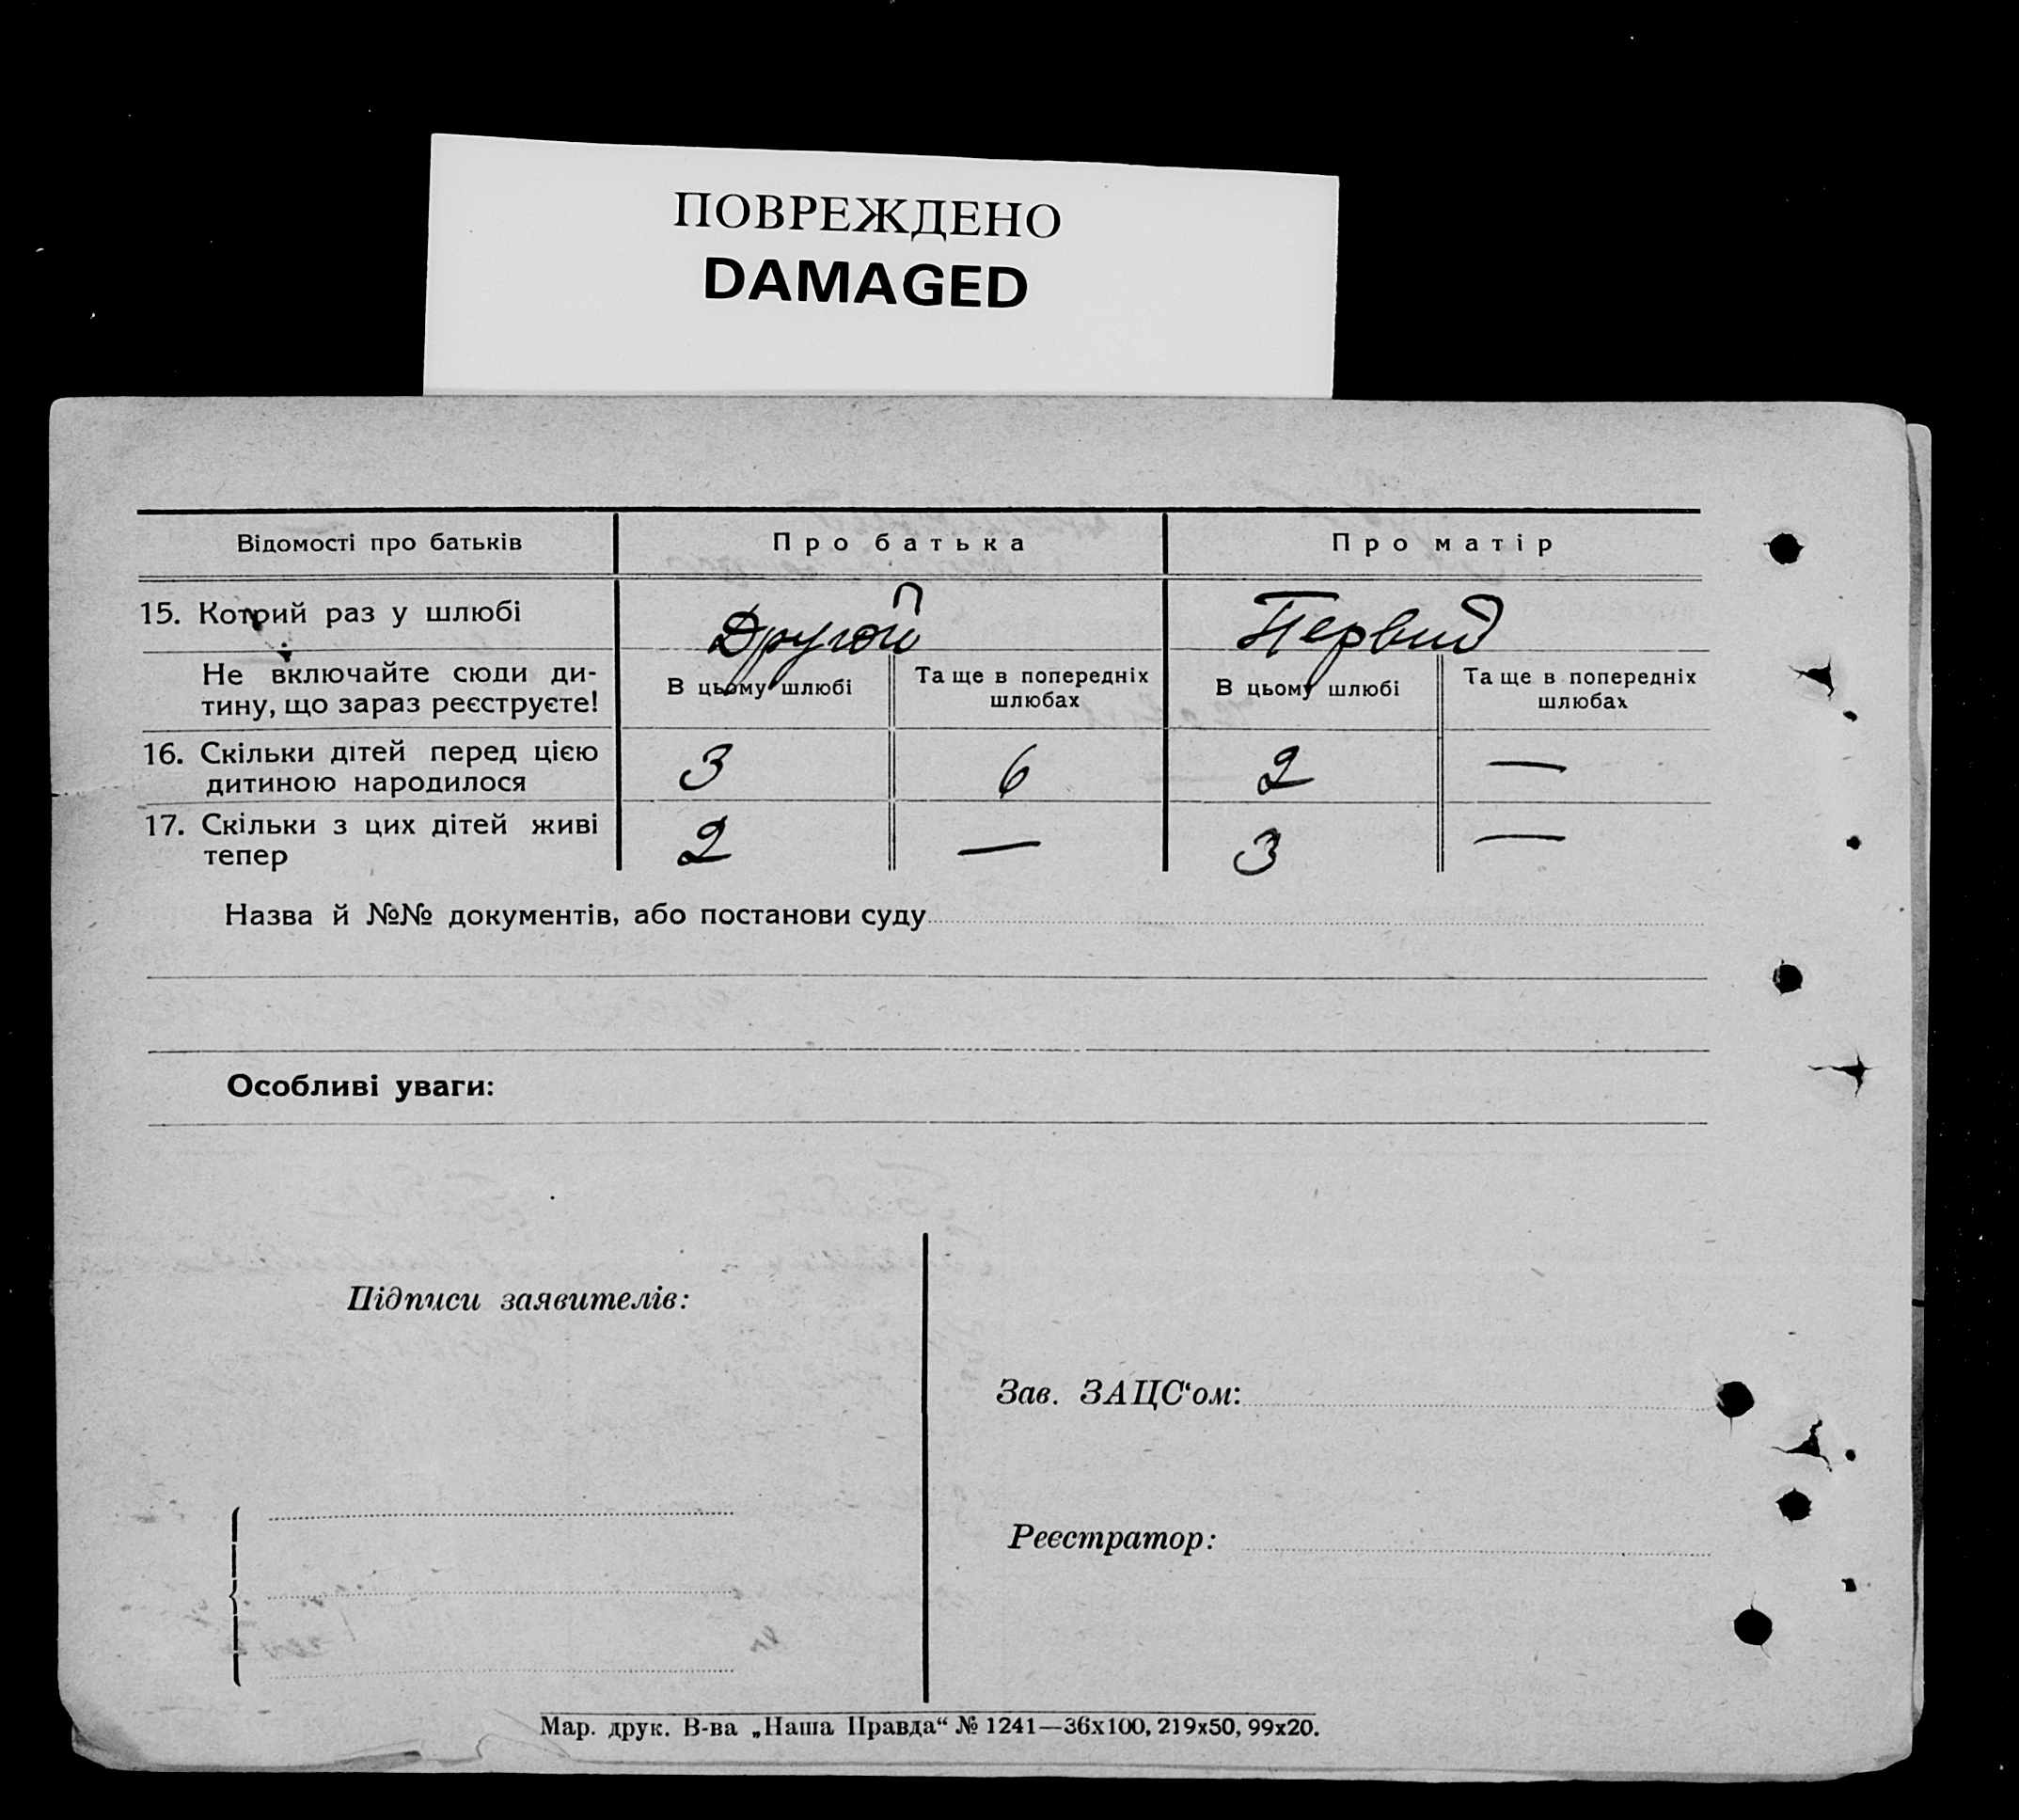 ПОВРЕЖДЕНО
DAMAGED
Відомості про батьків Про батька Про матір
15. Котрий раз у шлюбі Другой Первий
Не включайте сюди ди-
тину, що зараз реєструєте!
В цьому шлюбі Та ще в попередніх
шлюбах
В цьому шлюбі Та ще в попередніх
шлюбах
16. Скільки дітей перед цією
дитиною народилося 3 6 2 —
17. Скільки з цих дітей живі
тепер 2 — 3 —
Назва й №№ документів, або постанови суду
Особливі уваги:
Підписи заявителів:
Зав. ЗАЦС‘ом:
Реєстратор:
Мар. друк. В-ва „Наша Правда“ № 1241—36х100, 219х50, 99х20.